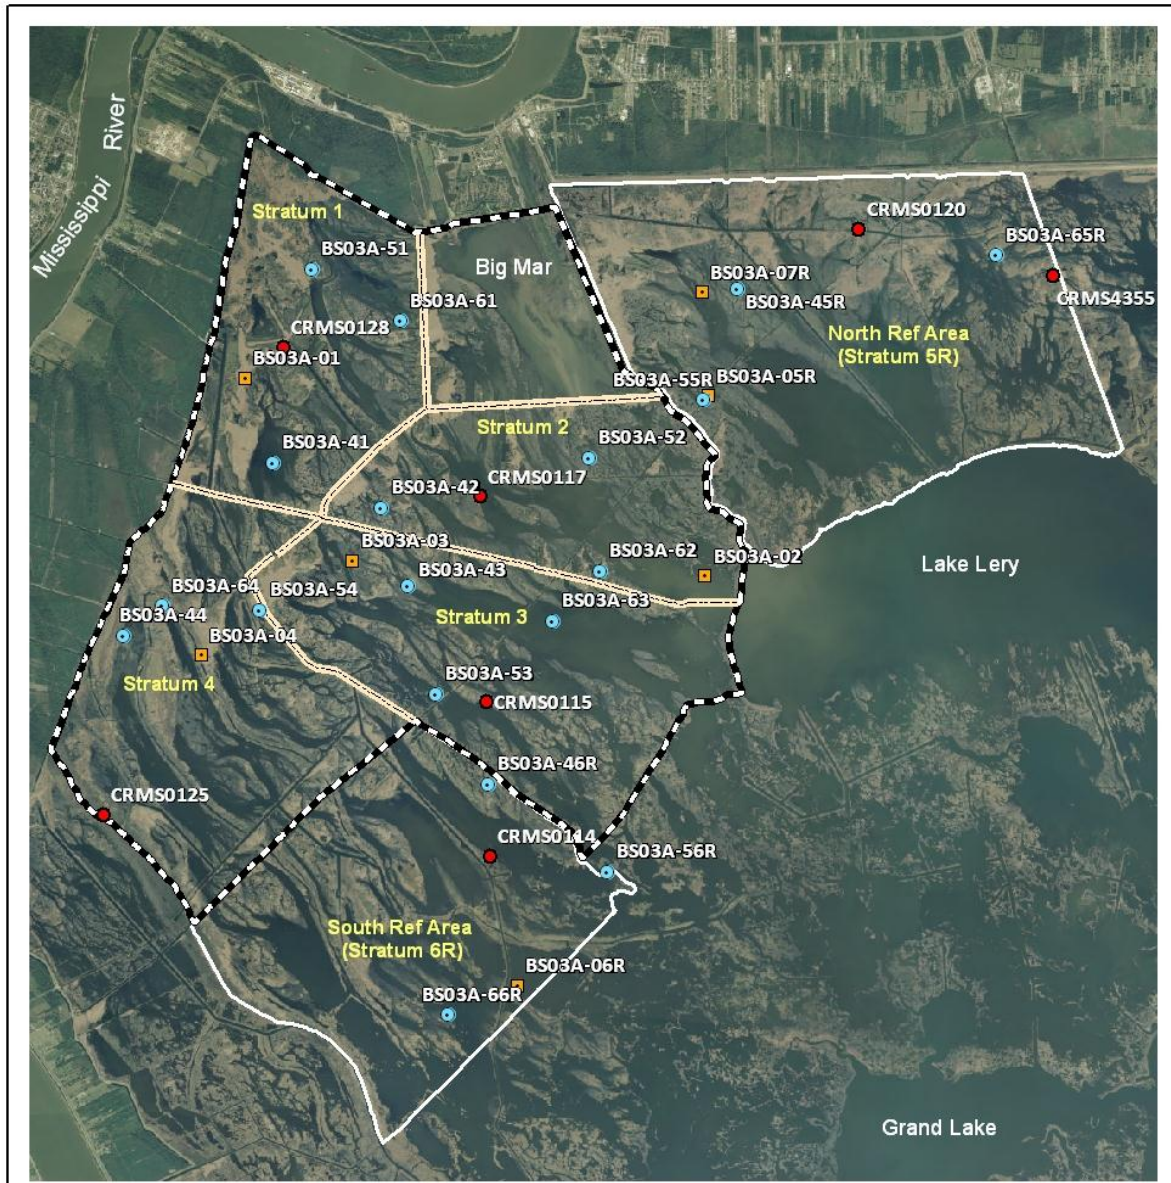 Mississippi
River
Stratum 1
BS03A-51
Big Mar
BS03A-61
CRMS0128
BS03A-01
CRMS0120
BS03A-65R
BS03A-07R
BS03A-45R
CRMS4355
North Ref Area
(Stratum 5R)
BS03A-55R
BS03A-05R
Stratum 2
BS03A-41
BS03A-52
BS03A-42
CRMS0117
BS03A-03
BS03A-62
BS03A-02
Lake Lery
BS03A-43
BS03A-64
BS03A-54
BS03A-44
BS03A-63
Stratum 3
BS03A-04
Stratum 4
BS03A-53
CRMS0115
BS03A-46R
CRMS0125
CRMS0114
BS03A-56R
South Ref Area
(Stratum 6R)
BS03A-06R
BS03A-66R
Grand Lake